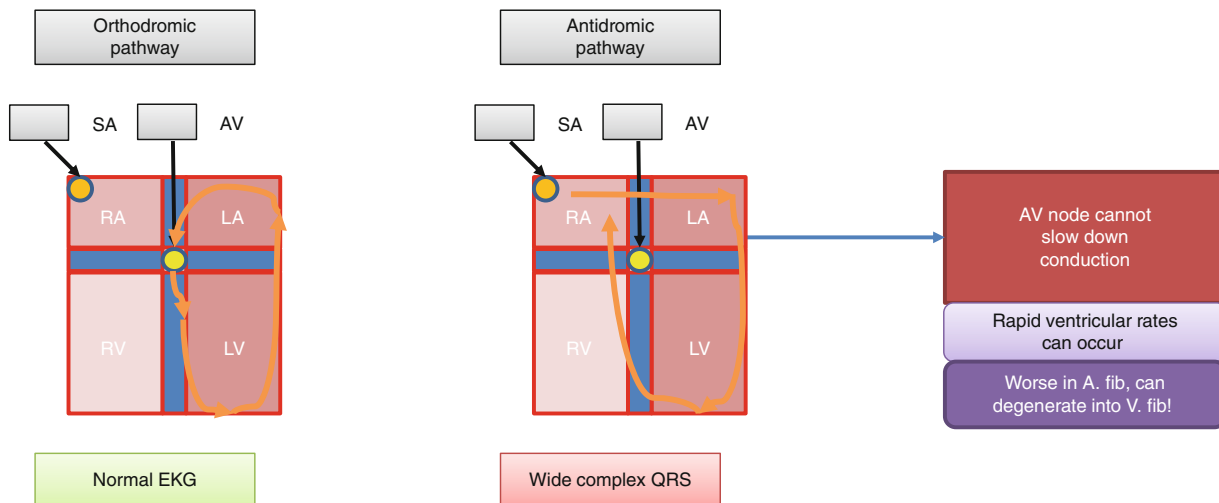 Orthodromic
pathway
SA
AV
RA
LA
RV
LV
Normal EKG
Antidromic
pathway
SA
AV
RA
LA
RV
LV
Wide complex QRS
AV node cannot
slow down
conduction
Rapid ventricular rates
can occur
Worse in A. fib, can
degenerate into V. fib!